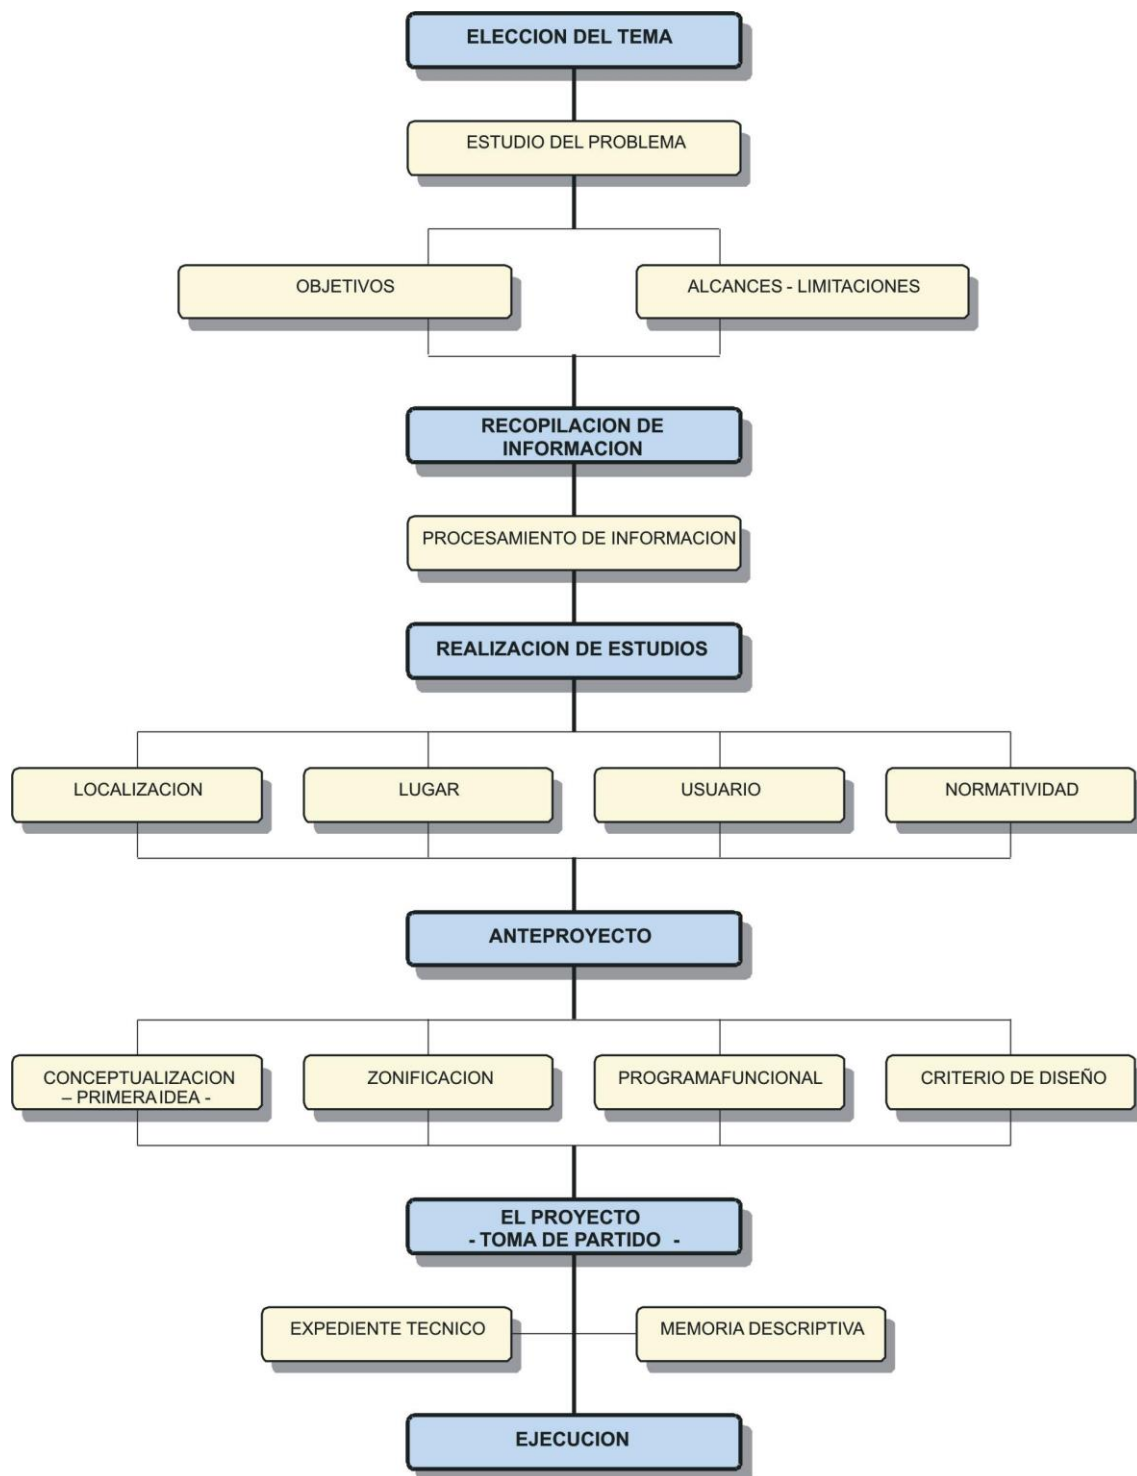 ELECCION DEL TEMA
ESTUDIO DEL PROBLEMA
OBJETIVOS
ALCANCES - LIMITACIONES
RECOPILACION DE
INFORMACION
PROCESAMIENTO DE INFORMACION
REALIZACION DE ESTUDIOS
LOCALIZACION
LUGAR
USUARIO
NORMATIVIDAD
ANTEPROYECTO
CONCEPTUALIZACION
– PRIMERA IDEA -
ZONIFICACION
PROGRAMAFUNCIONAL
CRITERIO DE DISEÑO
EL PROYECTO
- TOMA DE PARTIDO -
EXPEDIENTE TECNICO
MEMORIA DESCRIPTIVA
EJECUCION